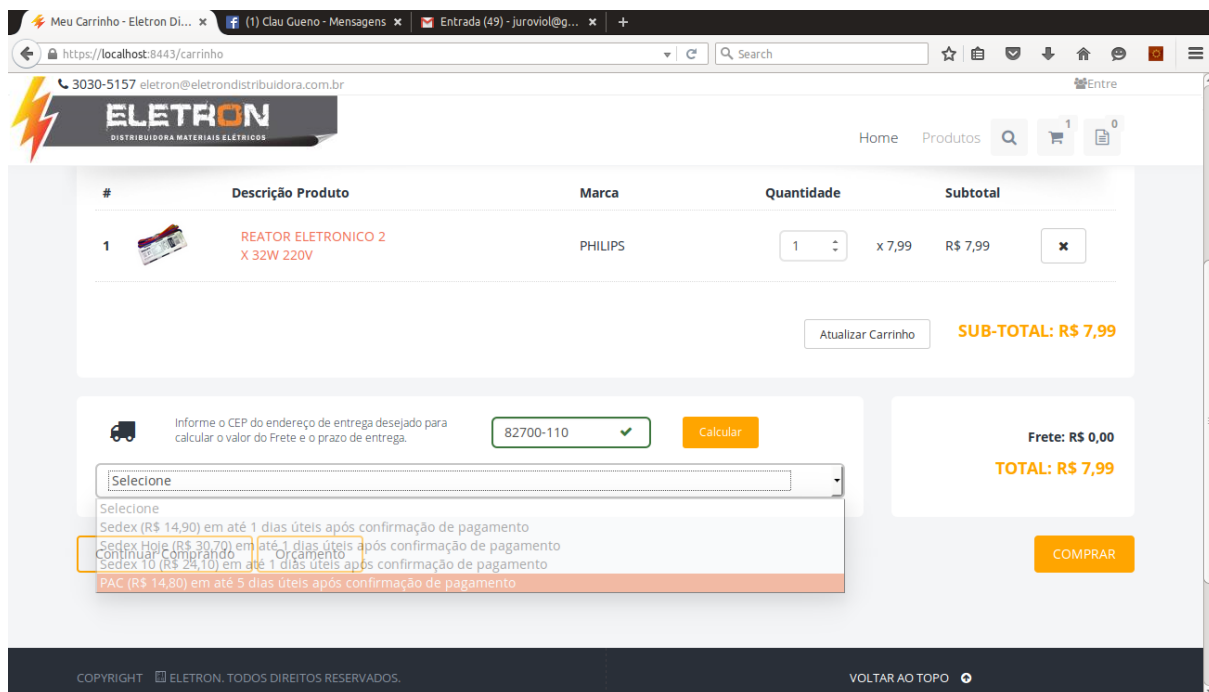 Meu Carrinho - Eletron Di...
(1) Clau Gueno - Mensagens
Entrada (49) - juroviol@g...
https://localhost:8443/carrinho
Search
3030-5157 eletron@eletrondistribuidora.com.br
Entre
ELETRON
DISTRIBUIDORA MATERIAIS ELÉTRICOS
Home
Produtos
1
0
# Descrição Produto Marca Quantidade Subtotal
1 REATOR ELETRONICO 2 PHILIPS 1 x 7,99 R$ 7,99
X 32W 220V
Atualizar Carrinho
SUB-TOTAL: R$ 7,99
Informe o CEP do endereço de entrega desejado para
calcular o valor do Frete e o prazo de entrega.
82700-110
Calcular
Frete: R$ 0,00
TOTAL: R$ 7,99
Selecione
Selecione
Sedex (R$ 14,90) em até 1 dias úteis após confirmação de pagamento
Sedex Hoje (R$ 30,70) em até 1 dias úteis após confirmação de pagamento
Sedex 10 (R$ 24,10) em até 1 dias úteis após confirmação de pagamento
PAC (R$ 14,80) em até 5 dias úteis após confirmação de pagamento
Continuar Comprando
Orçamento
COMPRAR
COPYRIGHT ELETRON. TODOS DIREITOS RESERVADOS.
VOLTAR AO TOPO